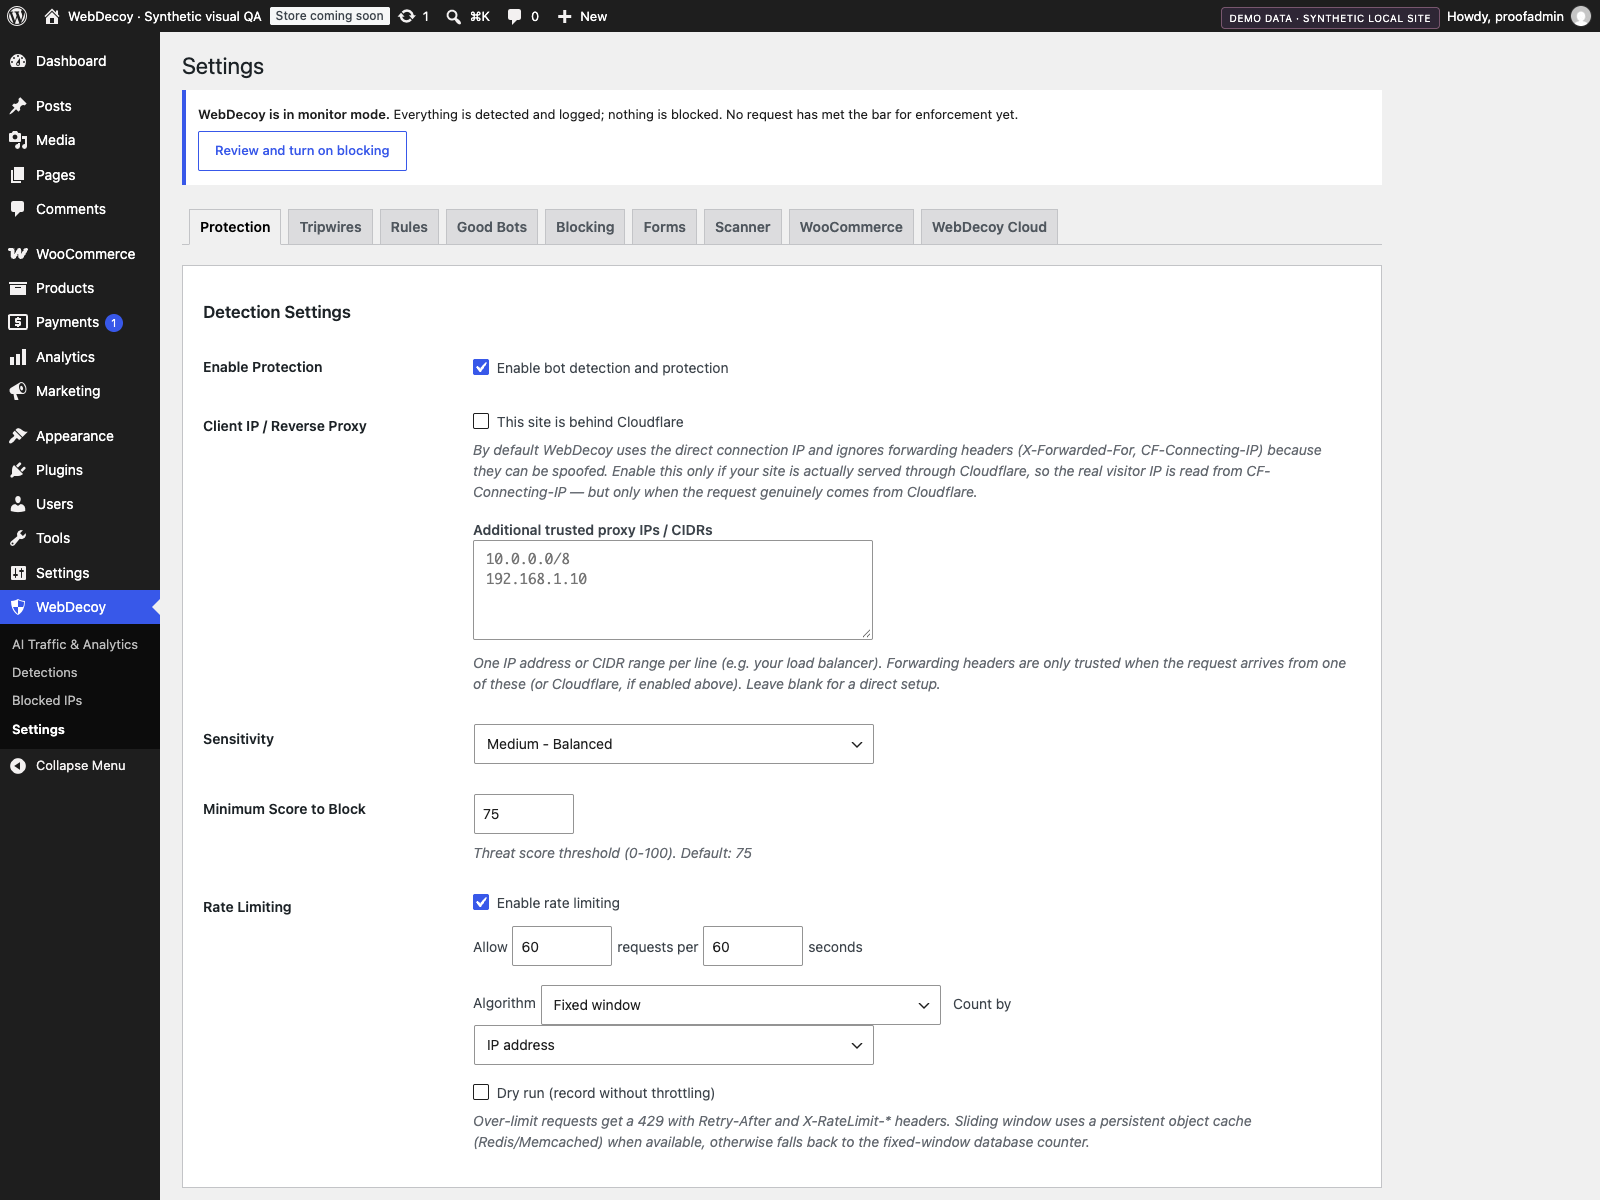 WebDecoy · Synthetic visual QA Store coming soon 1 ⌘K 0 New DEMO DATA · SYNTHETIC LOCAL SITE Howdy, proofadmin
Dashboard
Posts
Media
Pages
Comments
WooCommerce
Products
Payments 1
Analytics
Marketing
Appearance
Plugins
Users
Tools
Settings
WebDecoy
AI Traffic & Analytics
Detections
Blocked IPs
Settings
Collapse Menu
Settings
WebDecoy is in monitor mode. Everything is detected and logged; nothing is blocked. No request has met the bar for enforcement yet.
Review and turn on blocking
Protection Tripwires Rules Good Bots Blocking Forms Scanner WooCommerce WebDecoy Cloud
Detection Settings
Enable Protection Enable bot detection and protection
Client IP / Reverse Proxy This site is behind Cloudflare
By default WebDecoy uses the direct connection IP and ignores forwarding headers (X-Forwarded-For, CF-Connecting-IP) because
they can be spoofed. Enable this only if your site is actually served through Cloudflare, so the real visitor IP is read from CF-
Connecting-IP — but only when the request genuinely comes from Cloudflare.
Additional trusted proxy IPs / CIDRs
10.0.0.0/8
192.168.1.10
One IP address or CIDR range per line (e.g. your load balancer). Forwarding headers are only trusted when the request arrives from one
of these (or Cloudflare, if enabled above). Leave blank for a direct setup.
Sensitivity Medium - Balanced
Minimum Score to Block 75
Threat score threshold (0-100). Default: 75
Rate Limiting Enable rate limiting
Allow 60 requests per 60 seconds
Algorithm Fixed window Count by
IP address
Dry run (record without throttling)
Over-limit requests get a 429 with Retry-After and X-RateLimit-* headers. Sliding window uses a persistent object cache
(Redis/Memcached) when available, otherwise falls back to the fixed-window database counter.